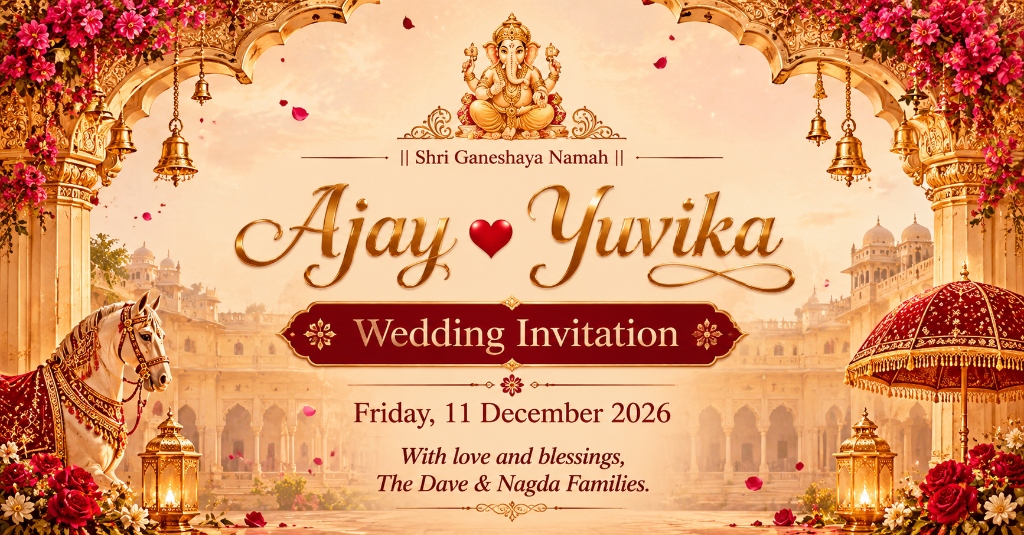 || Shri Ganeshaya Namah ||
Ajay ❤ Yuvika
Wedding Invitation
Friday, 11 December 2026
With love and blessings,
The Dave & Nagda Families.